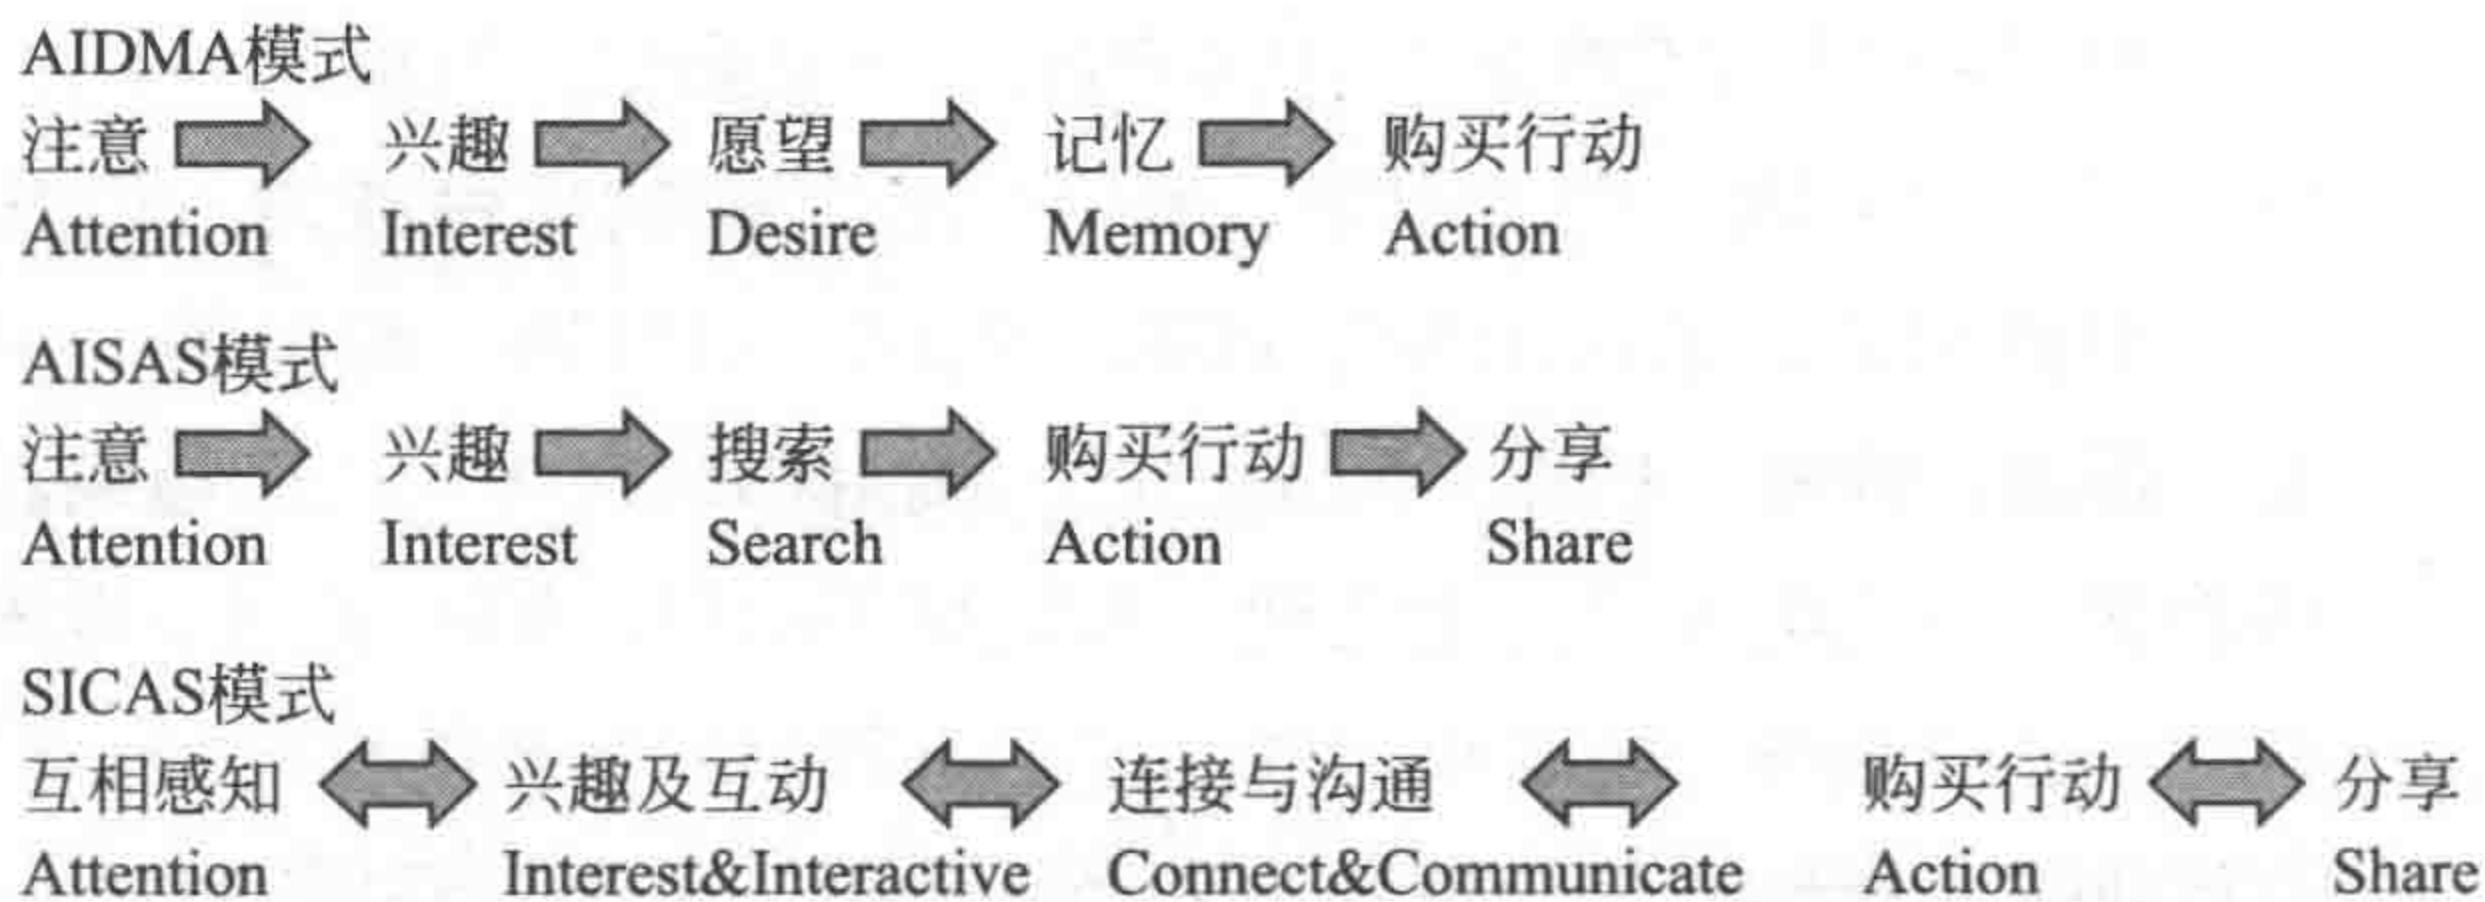 AIDMA模式
注意 兴趣 愿望 记忆 购买行动
Attention Interest Desire Memory Action
AISAS模式
注意 兴趣 搜索 购买行动 分享
Attention Interest Search Action Share
SICAS模式
互相感知 兴趣及互动 连接与沟通 购买行动 分享
Attention Interest&Interactive Connect&Communicate Action Share